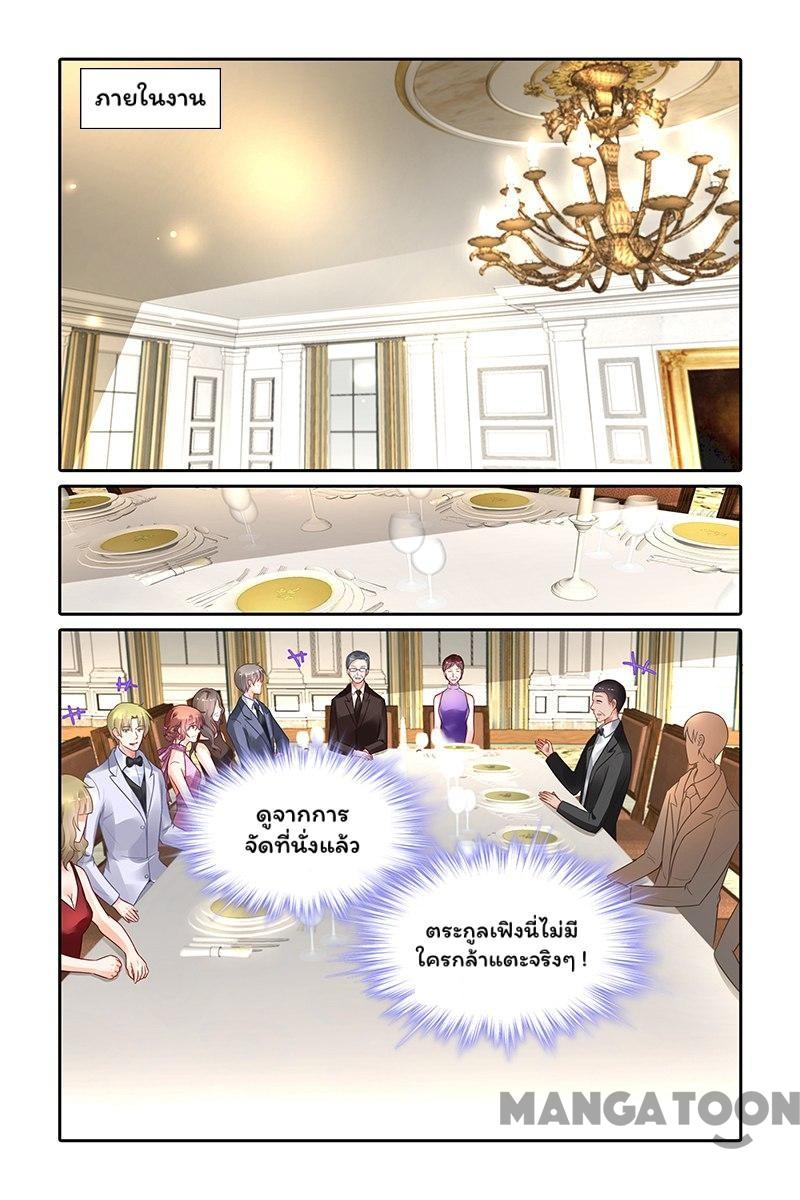 ภายในงาน
ดูจากการ
จัดที่นั่งแล้ว
ตระกูลเฟิงนี่ไม่มี
ใครกล้าแตะจริงๆ !
MANGATOON